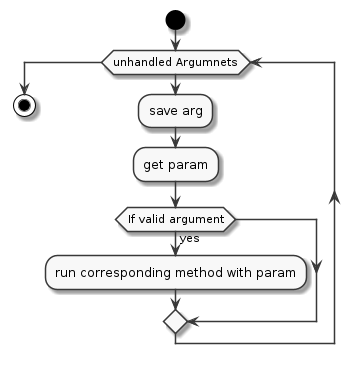 unhandled Argumnets
save arg
get param
If valid argument
yes
run corresponding method with param